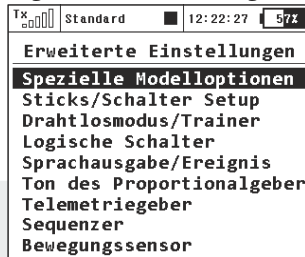 Tx Standard 12:22:27 57%
Erweiterte Einstellungen
Spezielle Modelloptionen
Sticks/Schalter Setup
Drahtlosmodus/Trainer
Logische Schalter
Sprachausgabe/Ereignis
Ton des Proportionalgeber
Telemetriegeber
Sequenzer
Bewegungssensor